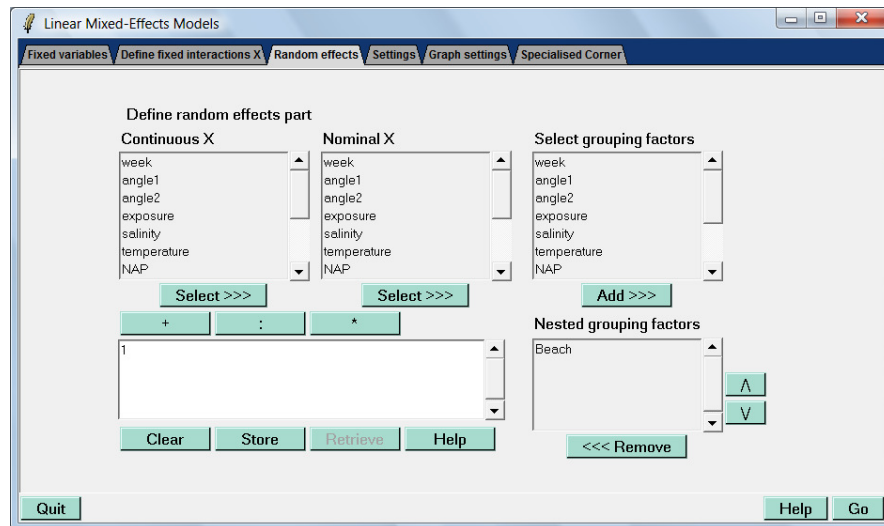 Linear Mixed-Effects Models
Fixed variables Define fixed interactions X Random effects Settings Graph settings Specialised Corner
Define random effects part
Continuous X Nominal X Select grouping factors
week week week
angle1 angle1 angle1
angle2 angle2 angle2
exposure exposure exposure
salinity salinity salinity
temperature temperature temperature
NAP NAP NAP
Select >>> Select >>> Add >>>
+ : *
Nested grouping factors
1
Beach
/\
\/
Clear Store Retrieve Help
<<< Remove
Quit Help Go